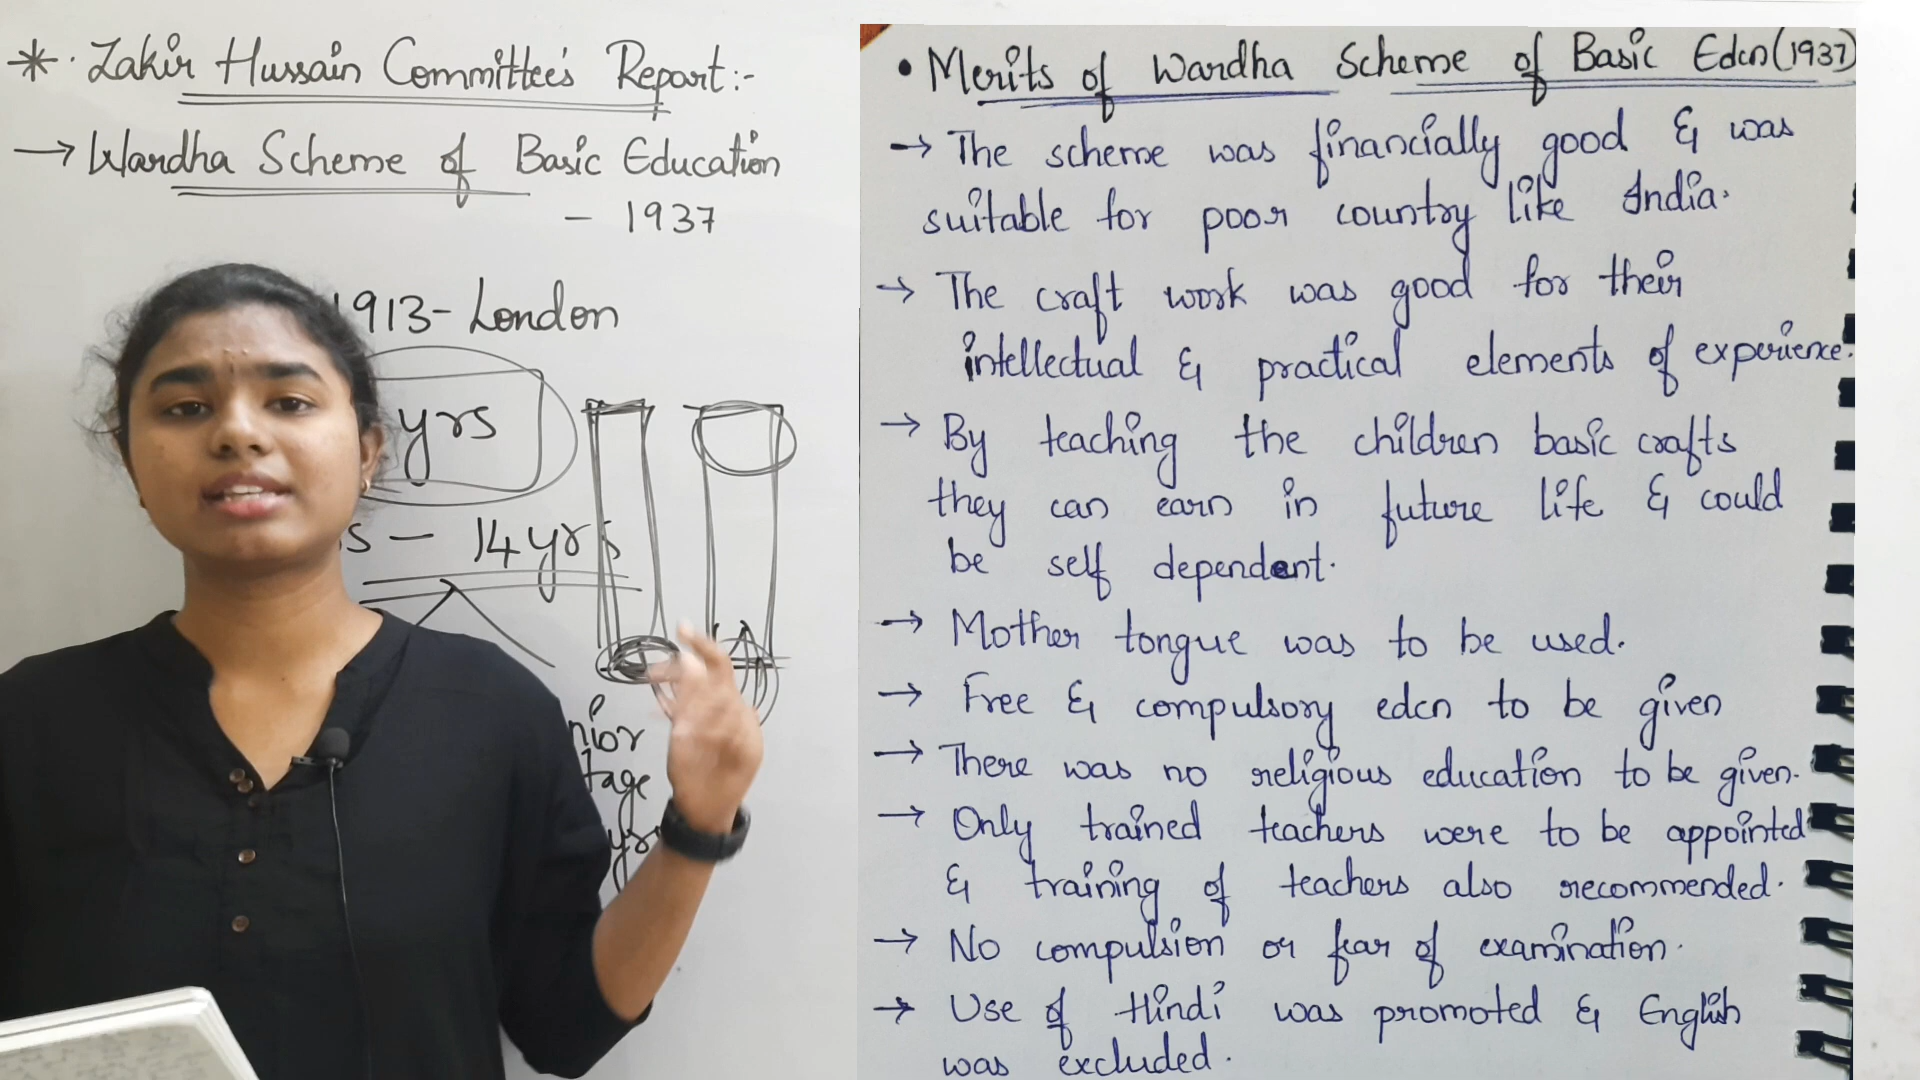 *. Zakir Hussain Committee's Report:-
→ Wardha Scheme of Basic Education
- 1937
1913- London
yrs
s - 14 yrs
nior
tage
yrs
• Merits of Wardha Scheme of Basic Edcn (1937)
→ The scheme was financially good & was
suitable for poor country like India.
→ The craft work was good for their
intellectual & practical elements of experience.
→ By teaching the children basic crafts
they can earn in future life & could
be self dependent.
→ Mother tongue was to be used.
→ Free & compulsory edcn to be given
→ There was no religious education to be given.
→ Only trained teachers were to be appointed
& training of teachers also recommended.
→ No compulsion or fear of examination.
→ Use of Hindi was promoted & English
was excluded.